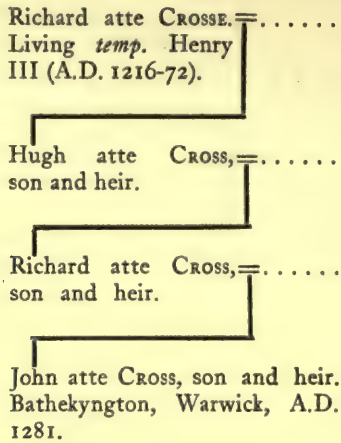 Richard atte CROSSE.=......
Living temp. Henry
III (A.D. 1216-72).
Hugh atte CROSS,=......
son and heir.
Richard atte CROSS,=......
son and heir.
John atte CROSS, son and heir.
Bathekyngton, Warwick, A.D.
1281.